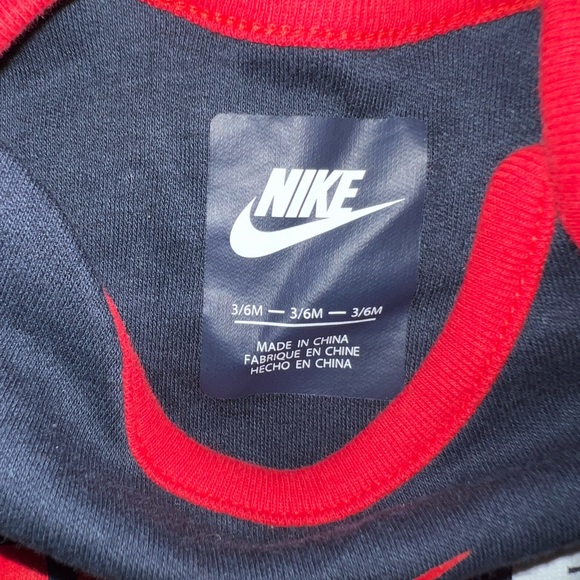 NIKE
3/6M — 3/6M — 3/6M
MADE IN CHINA
FABRIQUE EN CHINE
HECHO EN CHINA